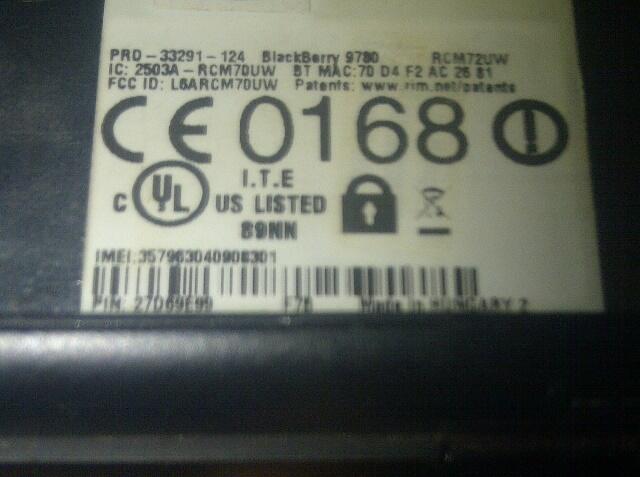 PRD-33291-124 BlackBerry 9780 RCM72UW
IC: 2503A-RCM70UW BT MAC:70 D4 F2 AC 26 81
FCC ID: L6ARCM70UW Patents: www.rim.net/patents
CE 0168
I.T.E
C UL US LISTED
89NN
IMEI:357963040908301
PIN: 27D69E99 F78 Made in HUNGARY 2